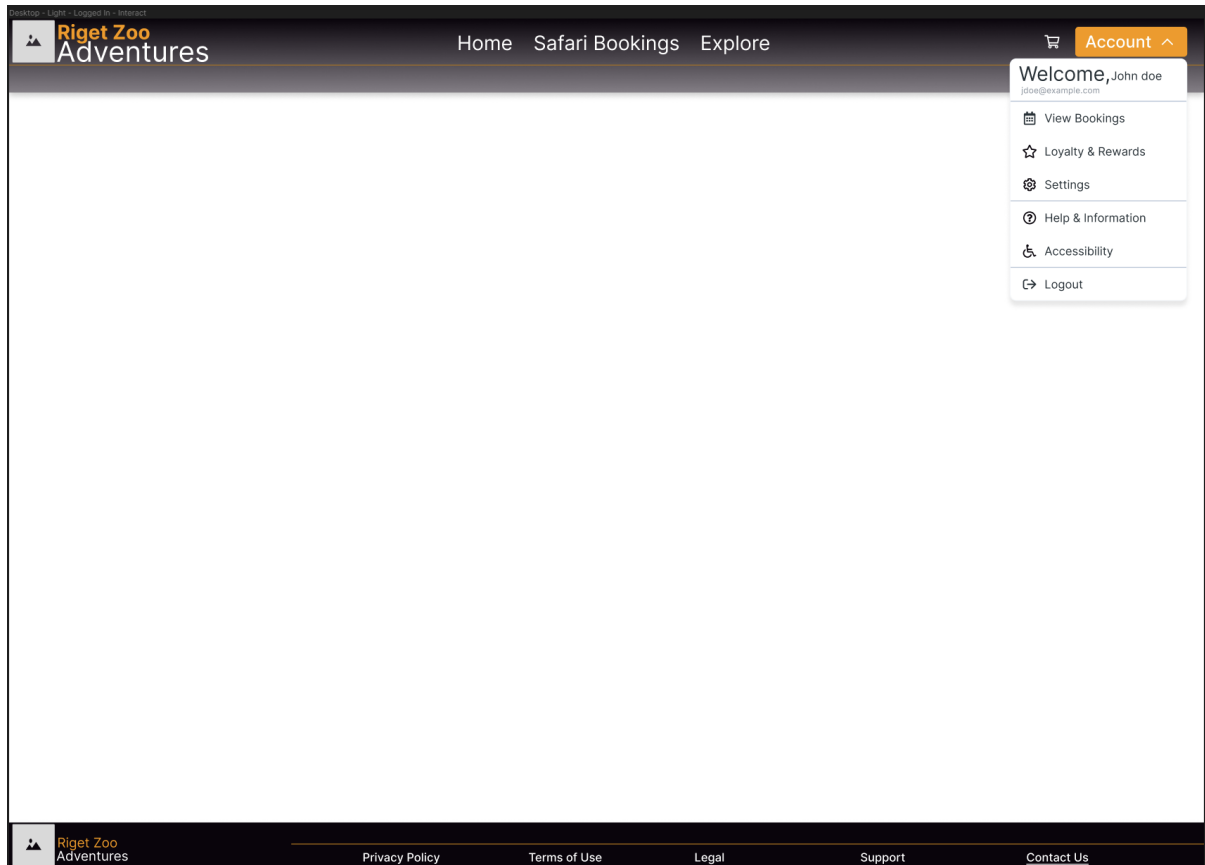 Desktop - Light - Logged In - Interact
Riget Zoo
Adventures
Home Safari Bookings Explore
Account
Welcome, John doe
jdoe@example.com
View Bookings
Loyalty & Rewards
Settings
Help & Information
Accessibility
Logout
Riget Zoo
Adventures
Privacy Policy Terms of Use Legal Support Contact Us